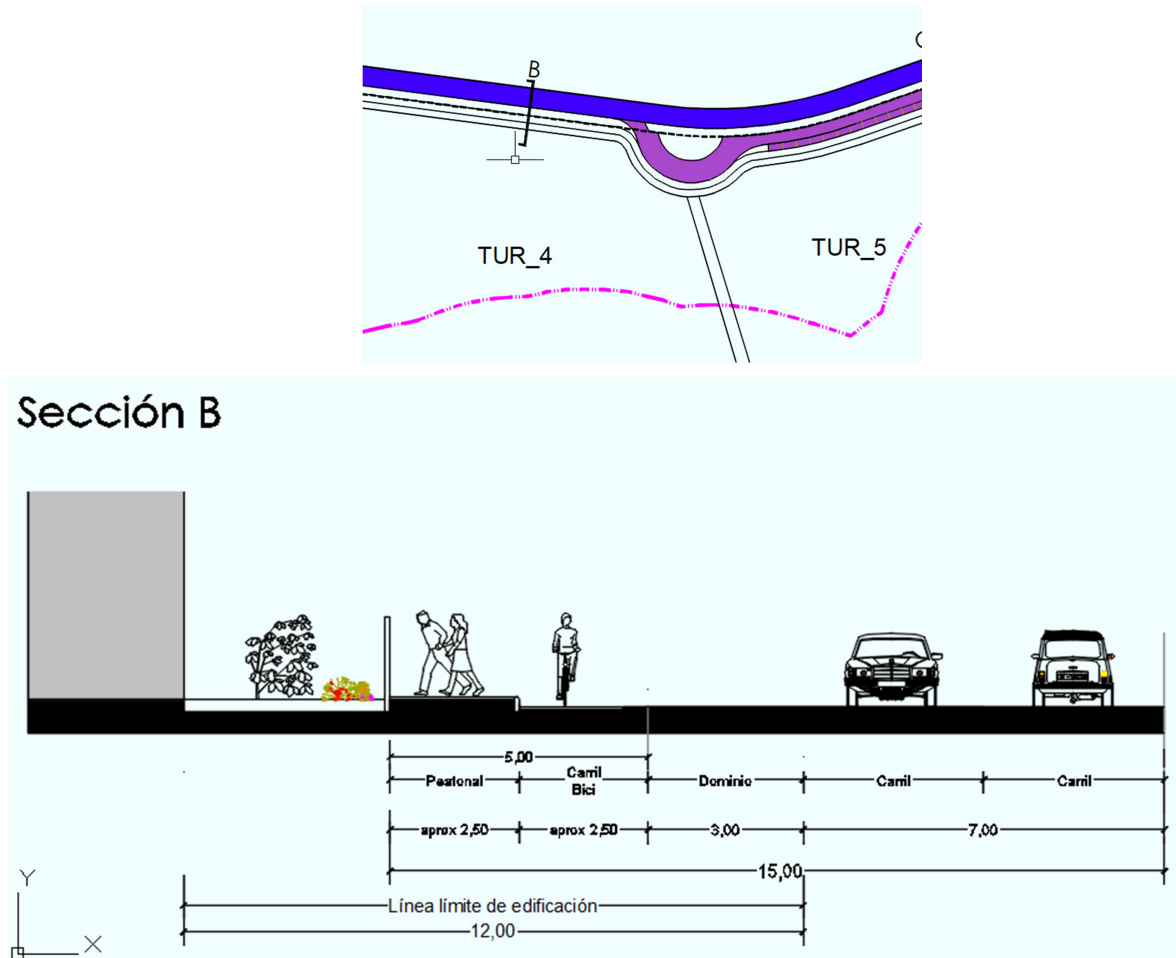 B
TUR_4
TUR_5
Sección B
5,00
Peatonal
Carril
Bici
Dominio
Carril
Carril
aprox 2,50
aprox 2,50
3,00
7,00
15,00
Línea límite de edificación
12,00
Y
X